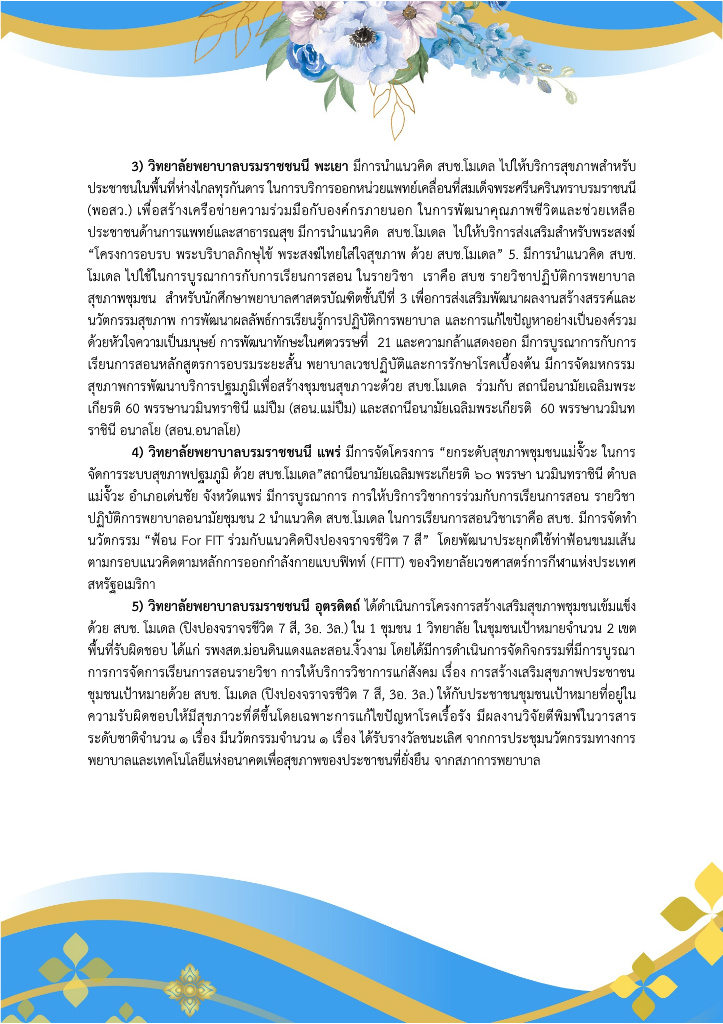 3) วิทยาลัยพยาบาลบรมราชชนนี พะเยา มีการนำแนวคิด สบช.โมเดล ไปให้บริการสุขภาพสำหรับ
ประชาชนในพื้นที่ห่างไกลทุรกันดาร ในการบริการออกหน่วยแพทย์เคลื่อนที่สมเด็จพระศรีนครินทราบรมราชชนนี
(พอสว.) เพื่อสร้างเครือข่ายความร่วมมือกับองค์กรภายนอก ในการพัฒนาคุณภาพชีวิตและช่วยเหลือ
ประชาชนด้านการแพทย์และสาธารณสุข มีการนำแนวคิด สบช.โมเดล ไปให้บริการส่งเสริมสำหรับพระสงฆ์
“โครงการอบรบ พระบริบาลภิกษุไข้ พระสงฆ์ไทยใส่ใจสุขภาพ ด้วย สบช.โมเดล” 5. มีการนำแนวคิด สบช.
โมเดล ไปใช้ในการบูรณาการกับการเรียนการสอน ในรายวิชา เราคือ สบช รายวิชาปฏิบัติการพยาบาล
สุขภาพชุมชน สำหรับนักศึกษาพยาบาลศาสตรบัณฑิตชั้นปีที่ 3 เพื่อการส่งเสริมพัฒนาผลงานสร้างสรรค์และ
นวัตกรรมสุขภาพ การพัฒนาผลลัพธ์การเรียนรู้การปฏิบัติการพยาบาล และการแก้ไขปัญหาอย่างเป็นองค์รวม
ด้วยหัวใจความเป็นมนุษย์ การพัฒนาทักษะในศตวรรษที่ 21 และความกล้าแสดงออก มีการบูรณาการกับการ
เรียนการสอนหลักสูตรการอบรมระยะสั้น พยาบาลเวชปฏิบัติและการรักษาโรคเบื้องต้น มีการจัดมหกรรม
สุขภาพการพัฒนาบริการปฐมภูมิเพื่อสร้างชุมชนสุขภาวะด้วย สบช.โมเดล ร่วมกับ สถานีอนามัยเฉลิมพระ
เกียรติ 60 พรรษานวมินทราชินี แม่ปืม (สอน.แม่ปืม) และสถานีอนามัยเฉลิมพระเกียรติ 60 พรรษานวมินท
ราชินี อนาลโย (สอน.อนาลโย)
4) วิทยาลัยพยาบาลบรมราชชนนี แพร่ มีการจัดโครงการ “ยกระดับสุขภาพชุมชนแม่จั๊วะ ในการ
จัดการระบบสุขภาพปฐมภูมิ ด้วย สบช.โมเดล”สถานีอนามัยเฉลิมพระเกียรติ ๖๐ พรรษา นวมินทราชินี ตำบล
แม่จั๊วะ อำเภอเด่นชัย จังหวัดแพร่ มีการบูรณาการ การให้บริการวิชาการร่วมกับการเรียนการสอน รายวิชา
ปฏิบัติการพยาบาลอนามัยชุมชน 2 นำแนวคิด สบช.โมเดล ในการเรียนการสอนวิชาเราคือ สบช. มีการจัดทำ
นวัตกรรม “ฟ้อน For FIT ร่วมกับแนวคิดปิงปองจราจรชีวิต 7 สี” โดยพัฒนาประยุกต์ใช้ท่าฟ้อนขนมเส้น
ตามกรอบแนวคิดตามหลักการออกกำลังกายแบบฟิทท์ (FITT) ของวิทยาลัยเวชศาสตร์การกีฬาแห่งประเทศ
สหรัฐอเมริกา
5) วิทยาลัยพยาบาลบรมราชชนนี อุตรดิตถ์ ได้ดำเนินการโครงการสร้างเสริมสุขภาพชุมชนเข้มแข็ง
ด้วย สบช. โมเดล (ปิงปองจราจรชีวิต 7 สี, 3อ. 3ล.) ใน 1 ชุมชน 1 วิทยาลัย ในชุมชนเป้าหมายจำนวน 2 เขต
พื้นที่รับผิดชอบ ได้แก่ รพงสต.ม่อนดินแดงและสอน.งิ้วงาม โดยได้มีการดำเนินการจัดกิจกรรมที่มีการบูรณา
การการจัดการเรียนการสอนรายวิชา การให้บริการวิชาการแก่สังคม เรื่อง การสร้างเสริมสุขภาพประชาชน
ชุมชนเป้าหมายด้วย สบช. โมเดล (ปิงปองจราจรชีวิต 7 สี, 3อ. 3ล.) ให้กับประชาชนชุมชนเป้าหมายที่อยู่ใน
ความรับผิดชอบให้มีสุขภาวะที่ดีขึ้นโดยเฉพาะการแก้ไขปัญหาโรคเรื้อรัง มีผลงานวิจัยตีพิมพ์ในวารสาร
ระดับชาติจำนวน ๑ เรื่อง มีนวัตกรรมจำนวน ๑ เรื่อง ได้รับรางวัลชนะเลิศ จากการประชุมนวัตกรรมทางการ
พยาบาลและเทคโนโลยีแห่งอนาคตเพื่อสุขภาพของประชาชนที่ยั่งยืน จากสภาการพยาบาล